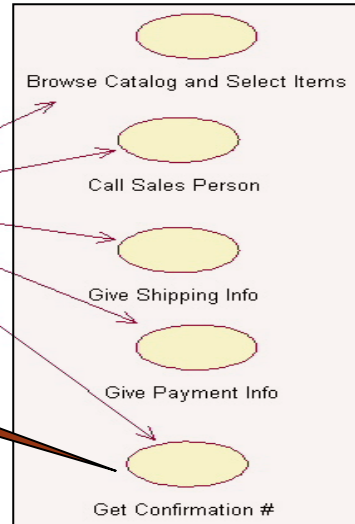 Browse Catalog and Select Items
Call Sales Person
Give Shipping Info
Give Payment Info
Get Confirmation #